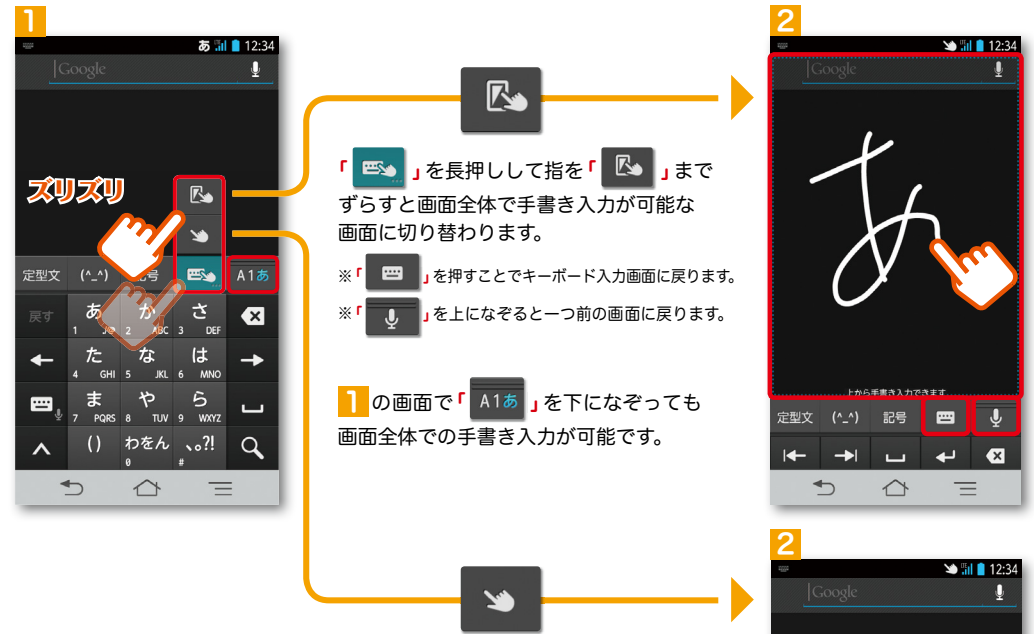 1
あ 12:34
Google
ズリズリ
定型文 (^_^) 記号 A1あ
戻す あ か さ
1 .@ 2 ABC 3 DEF
た な は
4 GHI 5 JKL 6 MNO
ま や ら
7 PQRS 8 TUV 9 WXYZ
() わをん 、。?!
0 #
「 」を長押しして指を「 」まで
ずらすと画面全体で手書き入力が可能な
画面に切り替わります。
※「 」を押すことでキーボード入力画面に戻ります。
※「 」を上になぞると一つ前の画面に戻ります。
1の画面で「A1あ」を下になぞっても
画面全体での手書き入力が可能です。
2
12:34
Google
あ
上から手書き入力できます
定型文 (^_^) 記号
2
12:34
Google